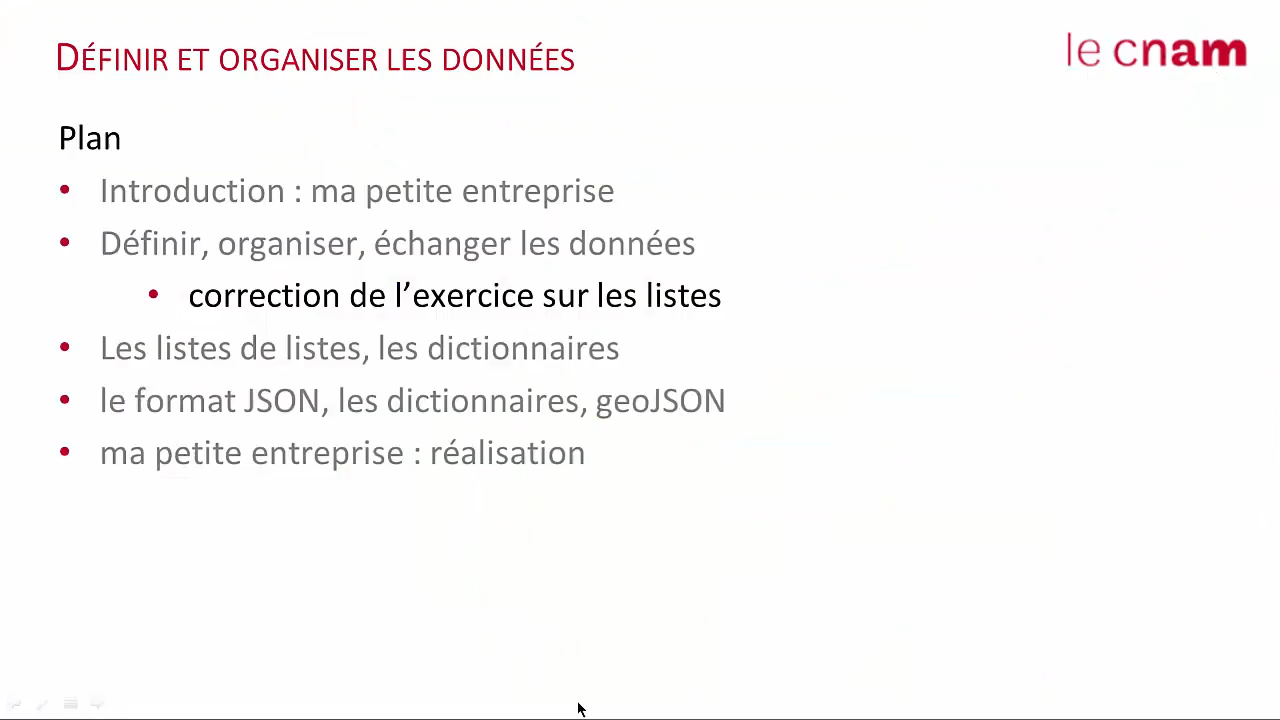 DÉFINIR ET ORGANISER LES DONNÉES
le cnam
Plan
• Introduction : ma petite entreprise
• Définir, organiser, échanger les données
• correction de l’exercice sur les listes
• Les listes de listes, les dictionnaires
• le format JSON, les dictionnaires, geoJSON
• ma petite entreprise : réalisation